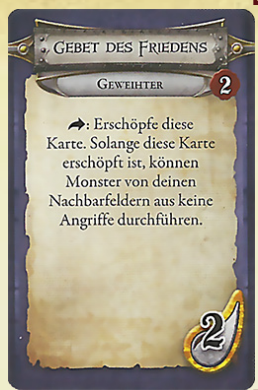 Gebet des Friedens
Geweihter
2
: Erschöpfe diese
Karte. Solange diese Karte
erschöpft ist, können
Monster von deinen
Nachbarfeldern aus keine
Angriffe durchführen.
2